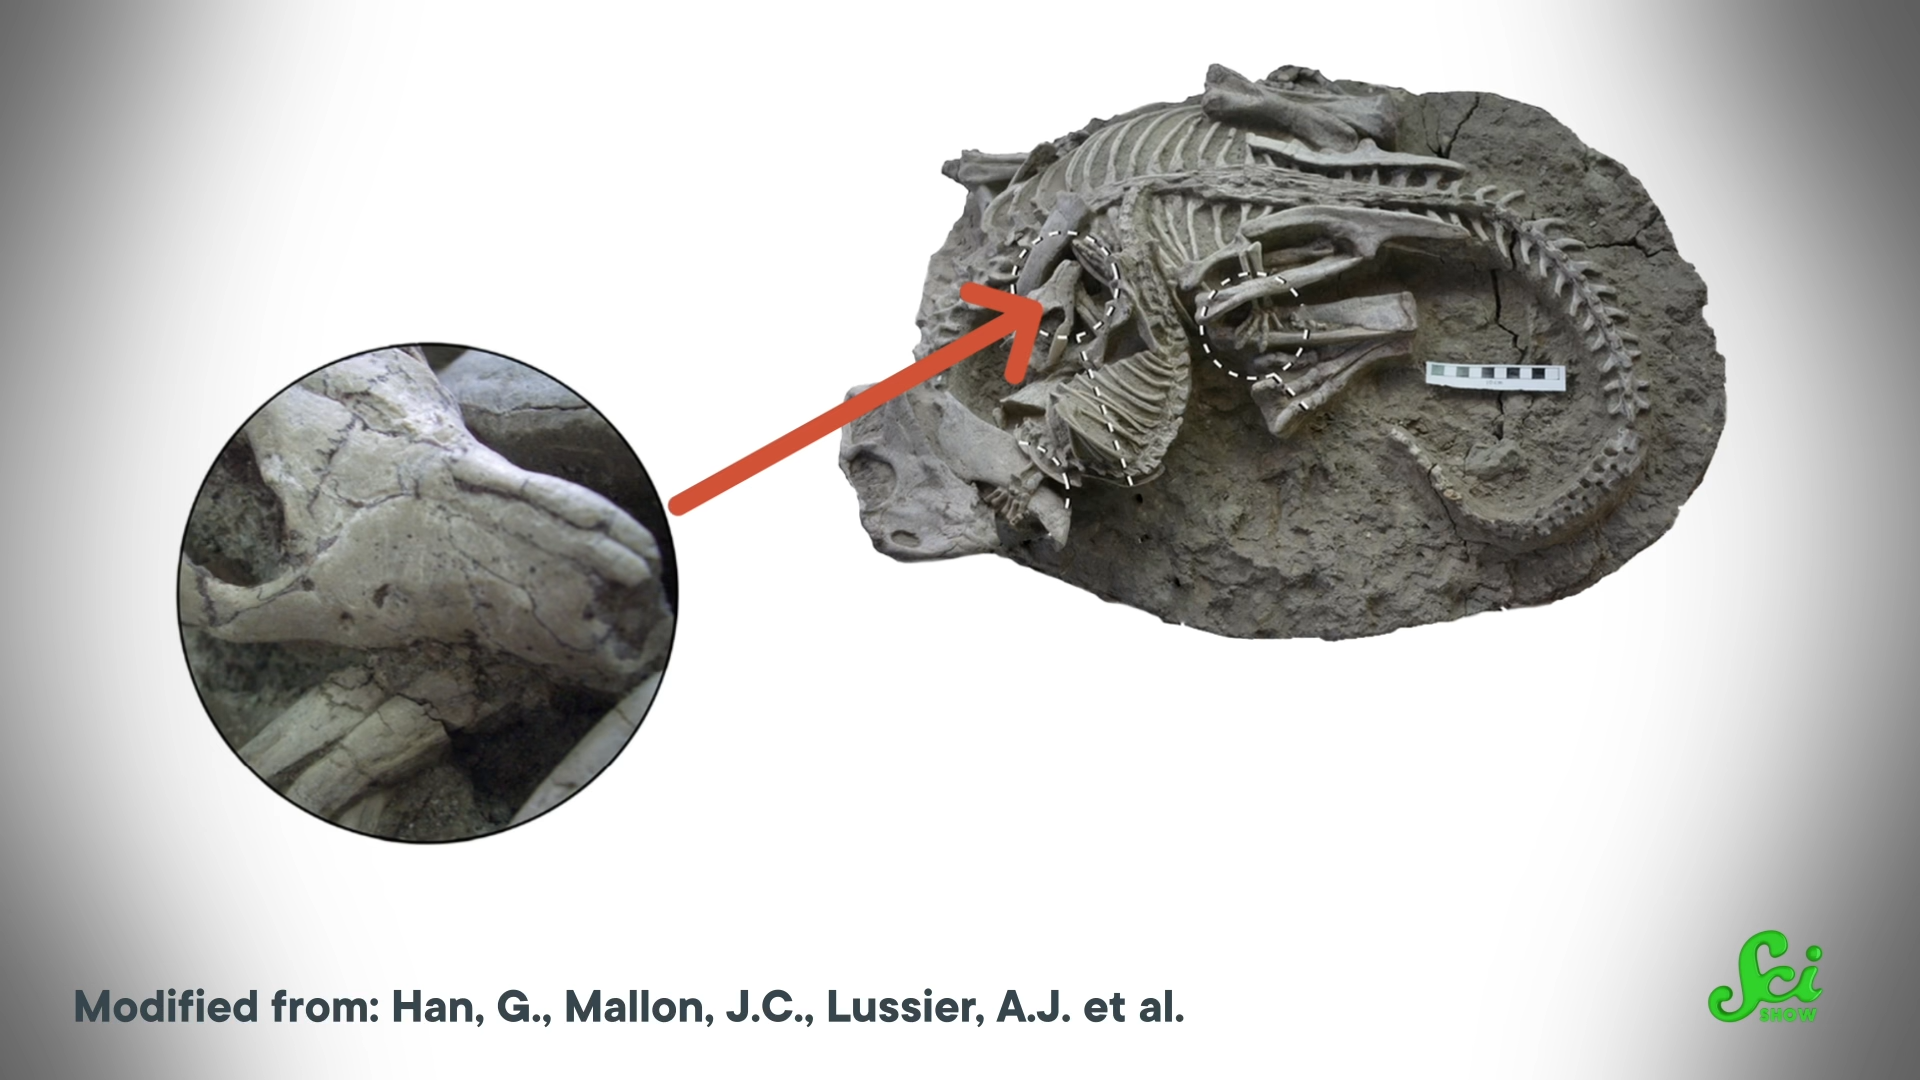 Modified from: Han, G., Mallon, J.C., Lussier, A.J. et al.
Sci
SHOW